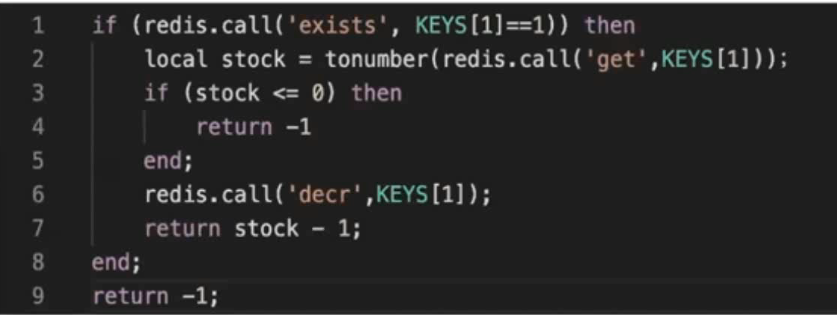 1 if (redis.call('exists', KEYS[1]==1)) then
2 local stock = tonumber(redis.call('get',KEYS[1]));
3 if (stock <= 0) then
4 return -1
5 end;
6 redis.call('decr',KEYS[1]);
7 return stock - 1;
8 end;
9 return -1;